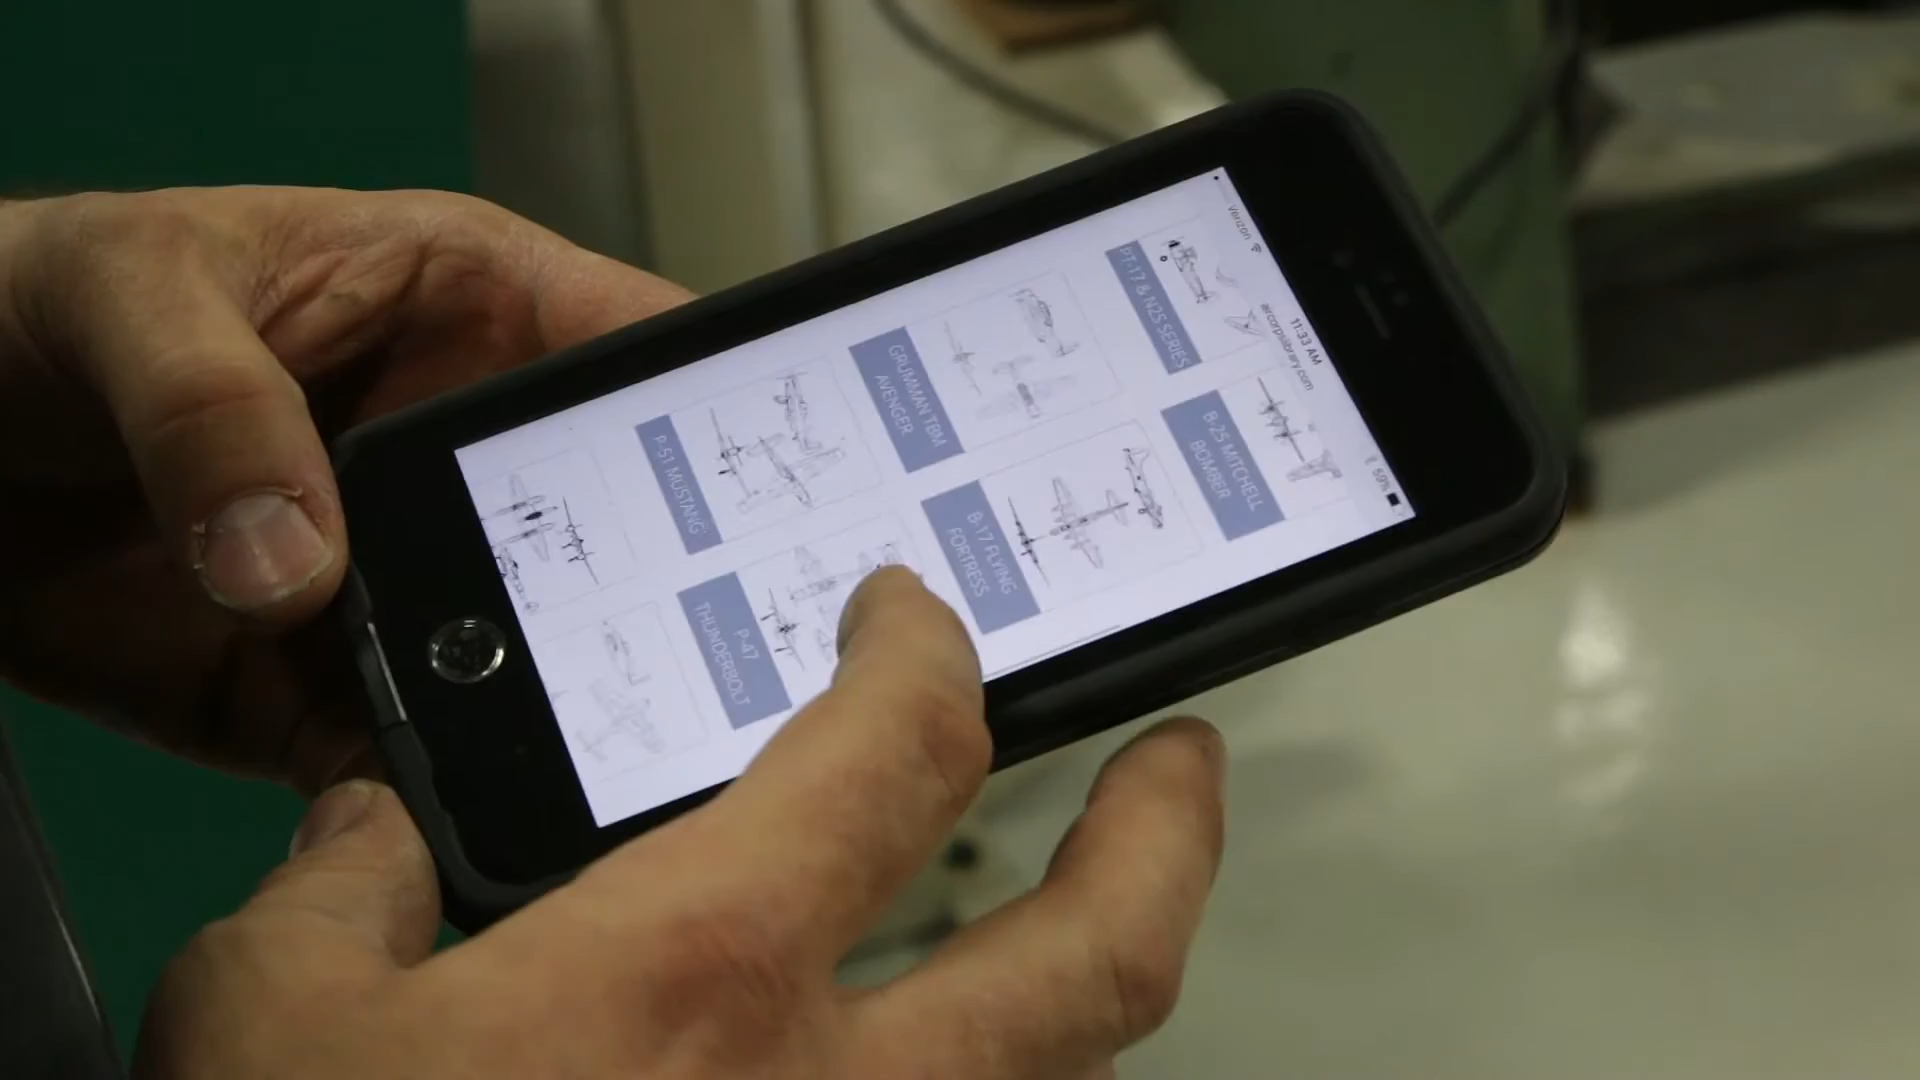 Verizon
11:33 AM
59%
aircorpslibrary.com
PT-17 & N2S SERIES
B-25 MITCHELL
BOMBER
GRUMMAN TBM
AVENGER
B-17 FLYING
FORTRESS
P-51 MUSTANG
P-47
THUNDERBOLT